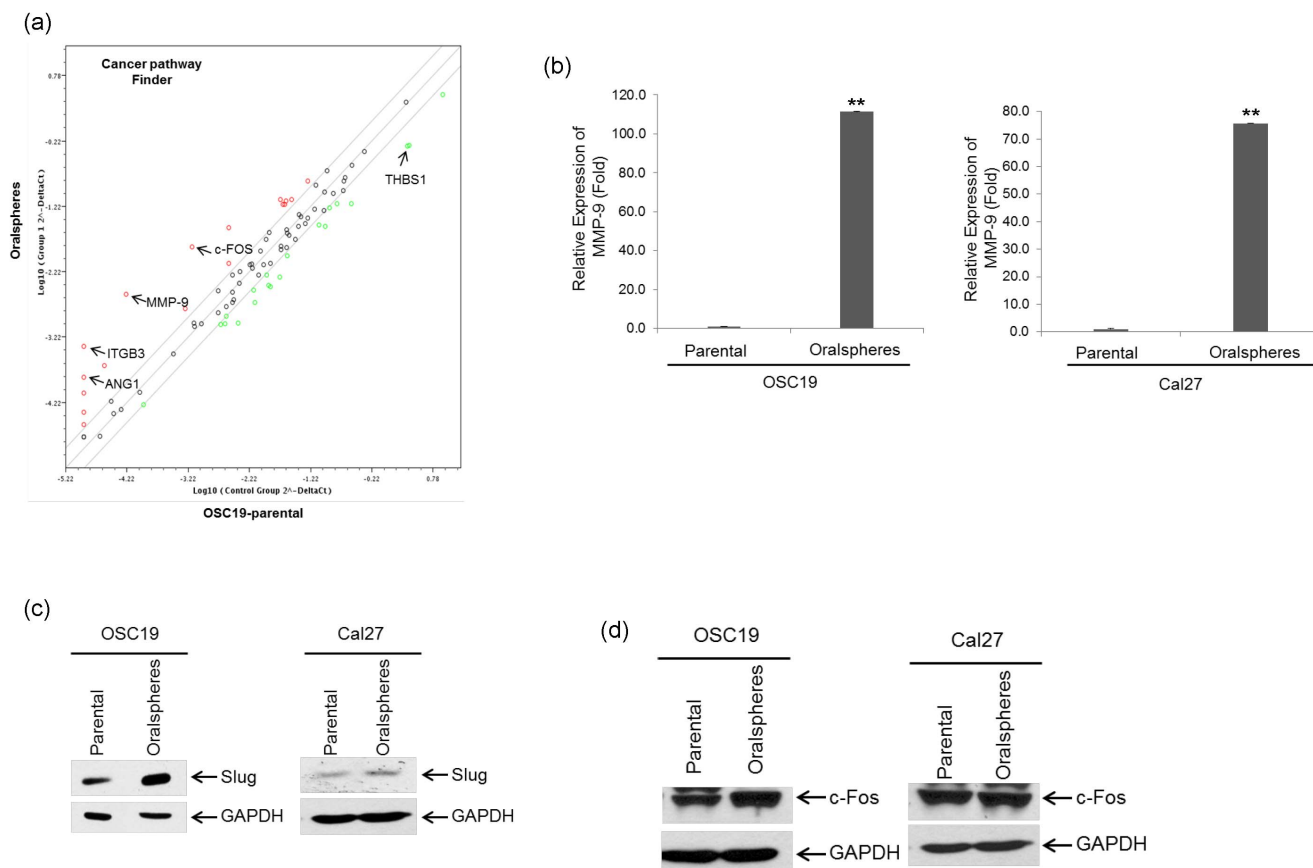 (a)
Cancer pathway
Finder
Oralspheres
Log10 (Group 1 2^-DeltaCt)
0.78
-0.22
-1.22
-2.22
-3.22
-4.22
THBS1
c-FOS
MMP-9
ITGB3
ANG1
-5.22 -4.22 -3.22 -2.22 -1.22 -0.22 0.78
Log10 (Control Group 2^-DeltaCt)
OSC19-parental
(b)
Relative Expression of
MMP-9 (Fold)
120.0
100.0
80.0
60.0
40.0
20.0
0.0
**
Parental Oralspheres
OSC19
Relative Expression of
MMP-9 (Fold)
80.0
70.0
60.0
50.0
40.0
30.0
20.0
10.0
0.0
**
Parental Oralspheres
Cal27
(c)
OSC19
Parental
Oralspheres
Slug
GAPDH
Cal27
Parental
Oralspheres
Slug
GAPDH
(d)
OSC19
Parental
Oralspheres
c-Fos
GAPDH
Cal27
Parental
Oralspheres
c-Fos
GAPDH